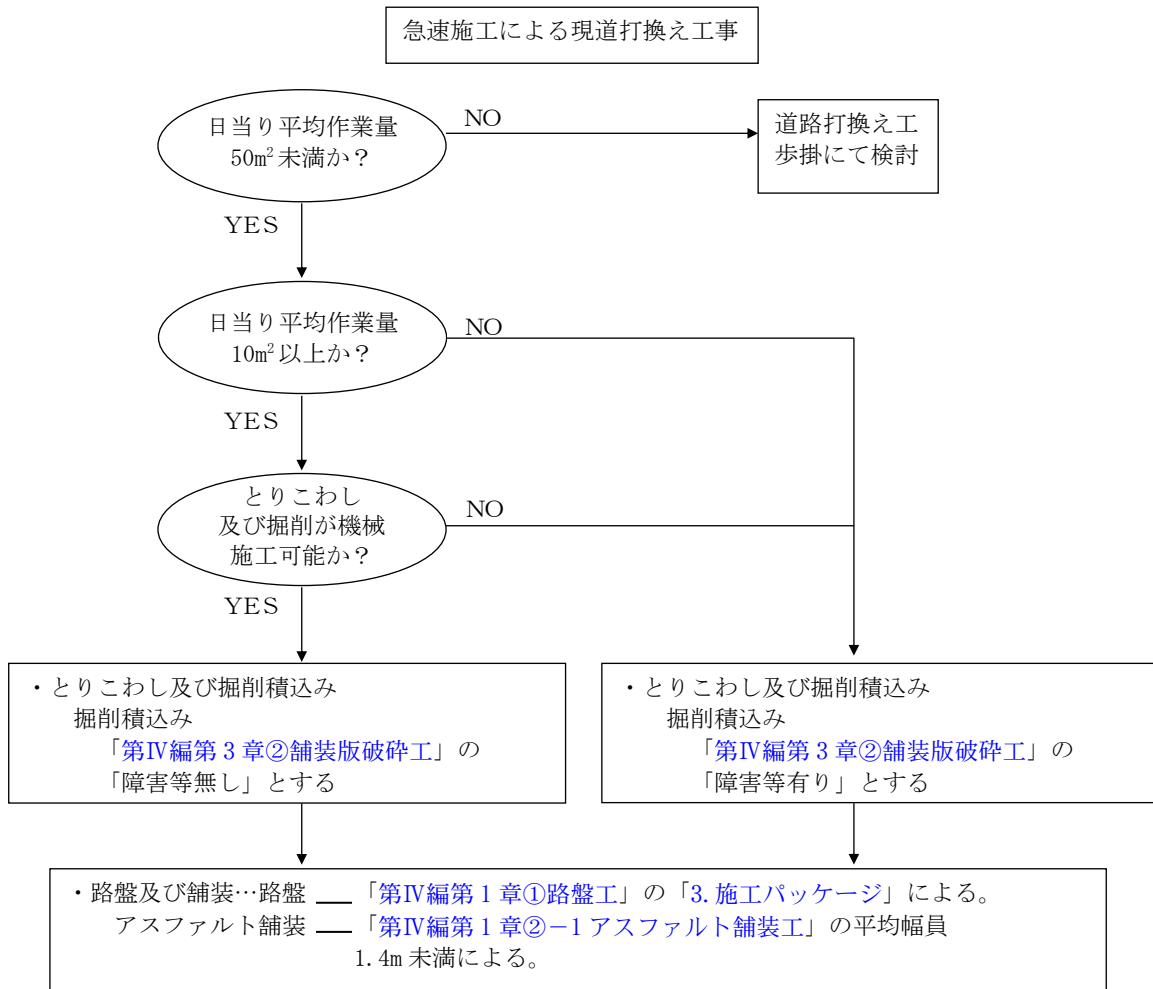 急速施工による現道打換え工事
日当り平均作業量
50m²未満か？
NO
道路打換え工
歩掛にて検討
YES
日当り平均作業量
10m²以上か？
NO
YES
とりこわし
及び掘削が機械
施工可能か？
NO
YES
・とりこわし及び掘削積込み
掘削積込み
「第Ⅳ編第３章②舗装版破砕工」の
「障害等無し」とする
・とりこわし及び掘削積込み
掘削積込み
「第Ⅳ編第３章②舗装版破砕工」の
「障害等有り」とする
・路盤及び舗装…路盤 「第Ⅳ編第１章①路盤工」の「3.施工パッケージ」による。
アスファルト舗装 「第Ⅳ編第１章②－1アスファルト舗装工」の平均幅員
1.4m未満による。